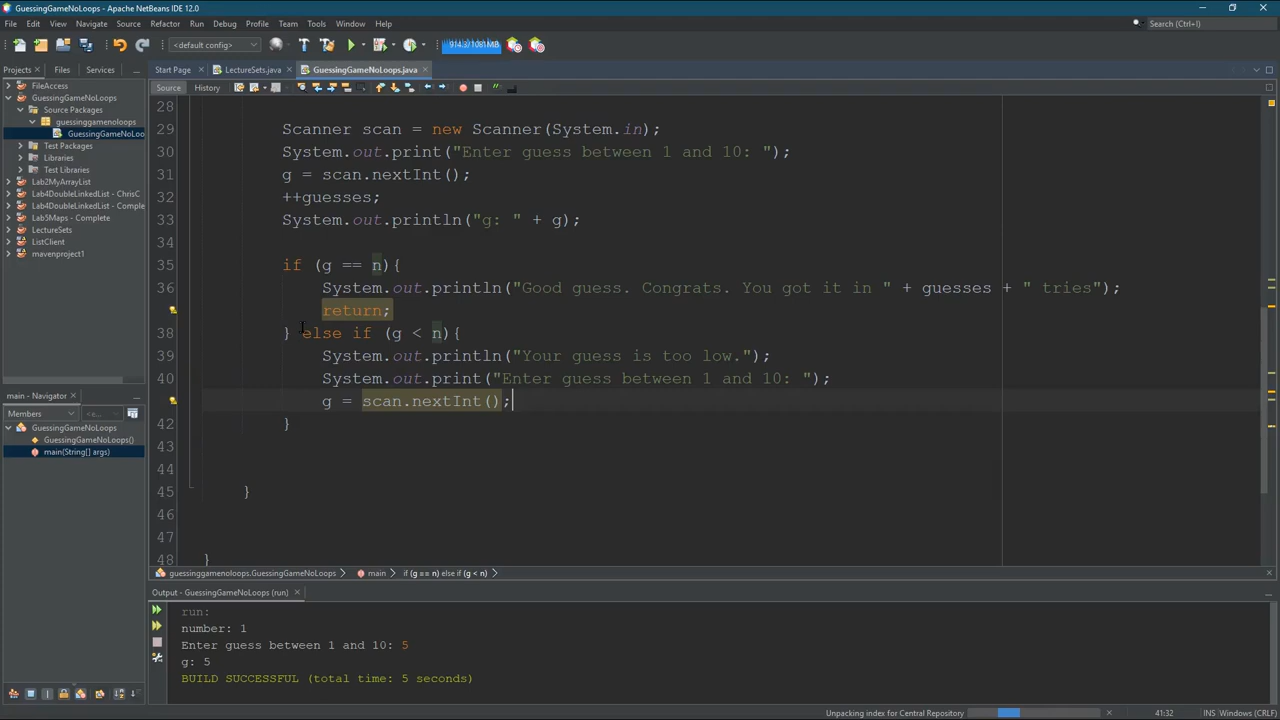 GuessingGameNoLoops - Apache NetBeans IDE 12.0
File Edit View Navigate Source Refactor Run Debug Profile Team Tools Window Help
Search (Ctrl+I)
<default config>
914.3/1081MB
Projects Files Services
Start Page LectureSets.java GuessingGameNoLoops.java
Source History
FileAccess
GuessingGameNoLoops
Source Packages
guessinggamenoloops
GuessingGameNoLoo
Test Packages
Libraries
Test Libraries
Lab2MyArrayList
Lab4DoubleLinkedList - ChrisC
Lab4DoubleLinkedList - Comple
Lab5Maps - Complete
LectureSets
ListClient
mavenproject1
main - Navigator
Members <e...
GuessingGameNoLoops
GuessingGameNoLoops()
main(String[] args)
28
29 Scanner scan = new Scanner(System.in);
30 System.out.print("Enter guess between 1 and 10: ");
31 g = scan.nextInt();
32 ++guesses;
33 System.out.println("g: " + g);
34
35 if (g == n){
36 System.out.println("Good guess. Congrats. You got it in " + guesses + " tries");
return;
38 } else if (g < n){
39 System.out.println("Your guess is too low.");
40 System.out.print("Enter guess between 1 and 10: ");
g = scan.nextInt();
42 }
43
44
45 }
46
47
48 }
guessinggamenoloops.GuessingGameNoLoops main if (g == n) else if (g < n)
Output - GuessingGameNoLoops (run)
run:
number: 1
Enter guess between 1 and 10: 5
g: 5
BUILD SUCCESSFUL (total time: 5 seconds)
Unpacking index for Central Repository 41:32 INS Windows (CRLF)